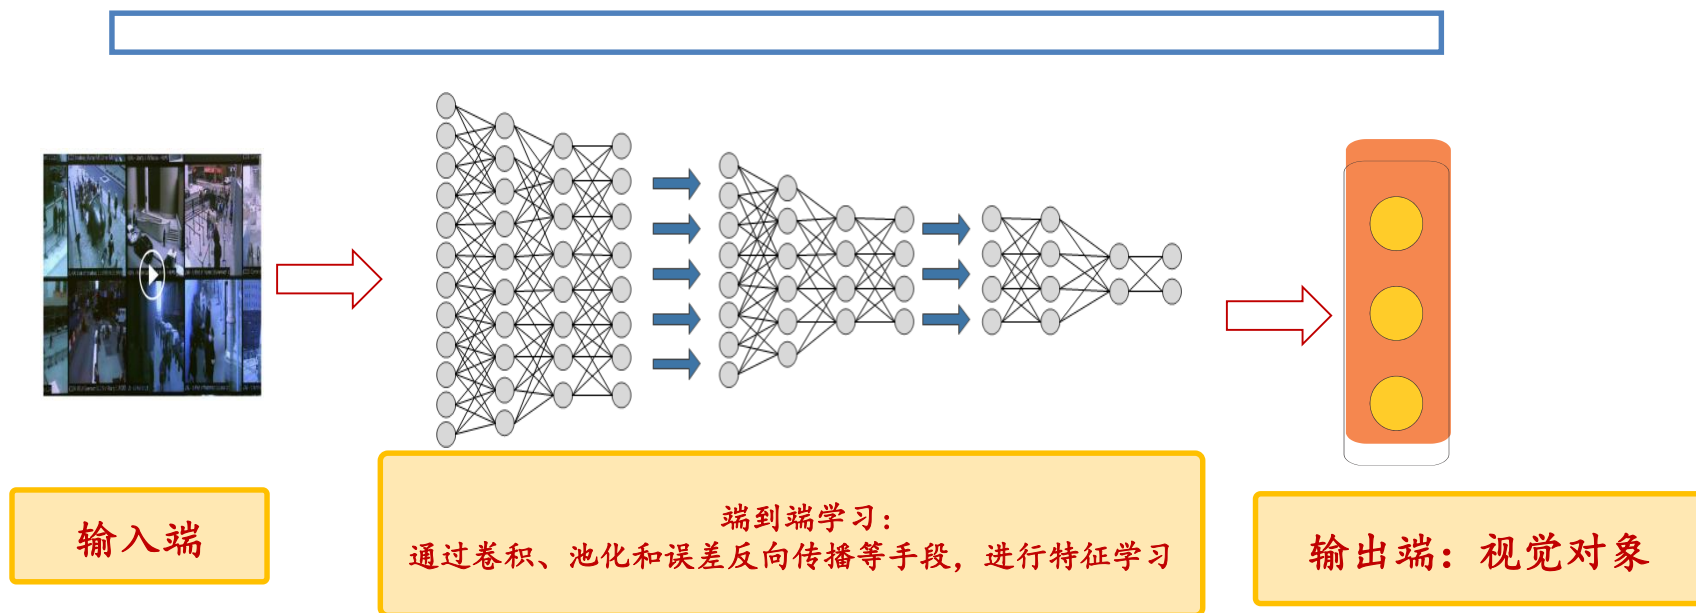 输入端
端到端学习：
通过卷积、池化和误差反向传播等手段，进行特征学习
输出端：视觉对象